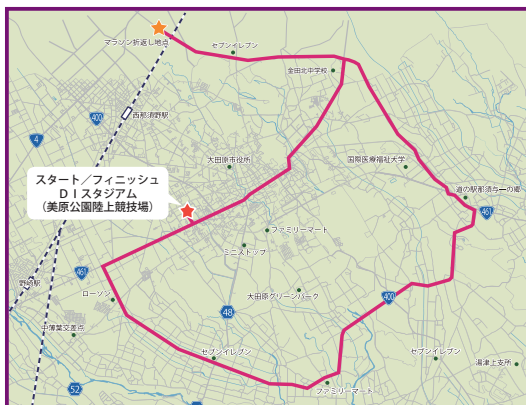 マラソン折返し地点
セブンイレブン
金田北中学校
400
西那須野駅
4
大田原市役所
国際医療福祉大学
スタート/フィニッシュ
DIスタジアム
(美原公園陸上競技場)
道の駅那須与一の郷
461
ファミリーマート
ミニストップ
461
野崎駅
ローソン
大田原グリーンパーク
400
48
中薄葉交差点
セブンイレブン
セブンイレブン
湯津上支所
52
ファミリーマート